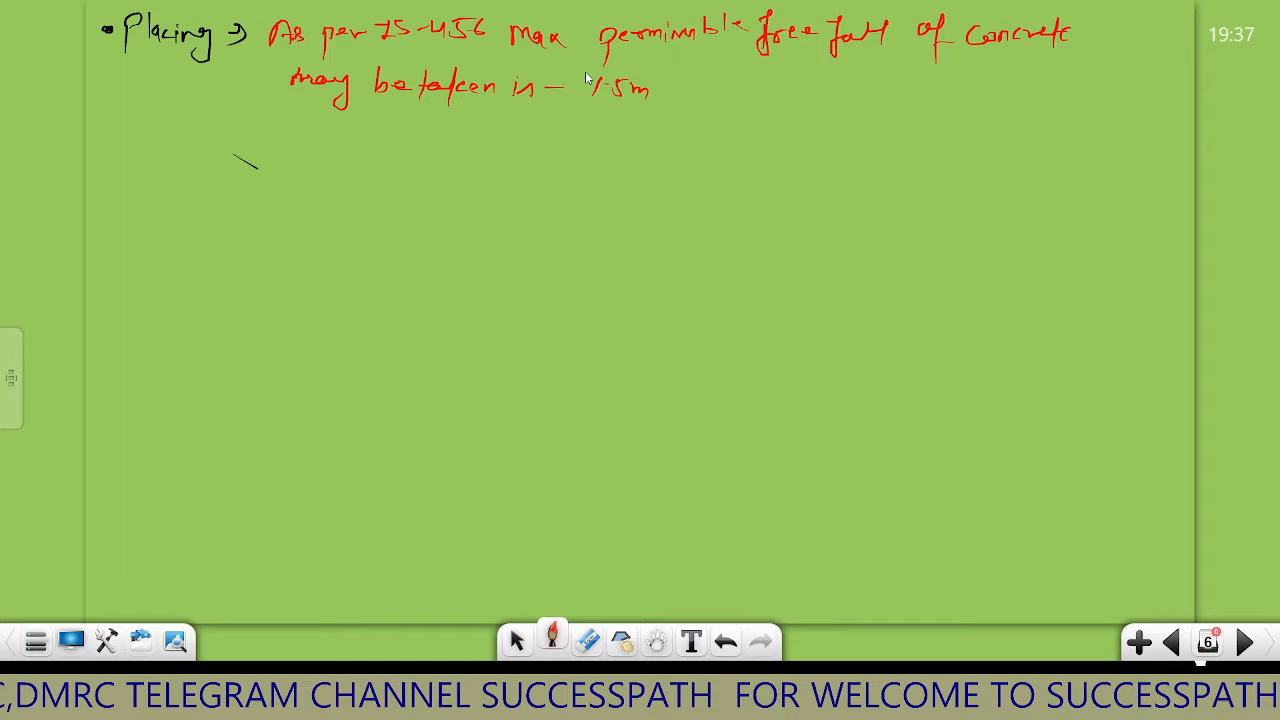 • Placing → As per IS-456 Max permissible free fall of concrete
may be taken is - 1.5m
19:37
T
6
C,DMRC TELEGRAM CHANNEL SUCCESSPATH FOR WELCOME TO SUCCESSPATH